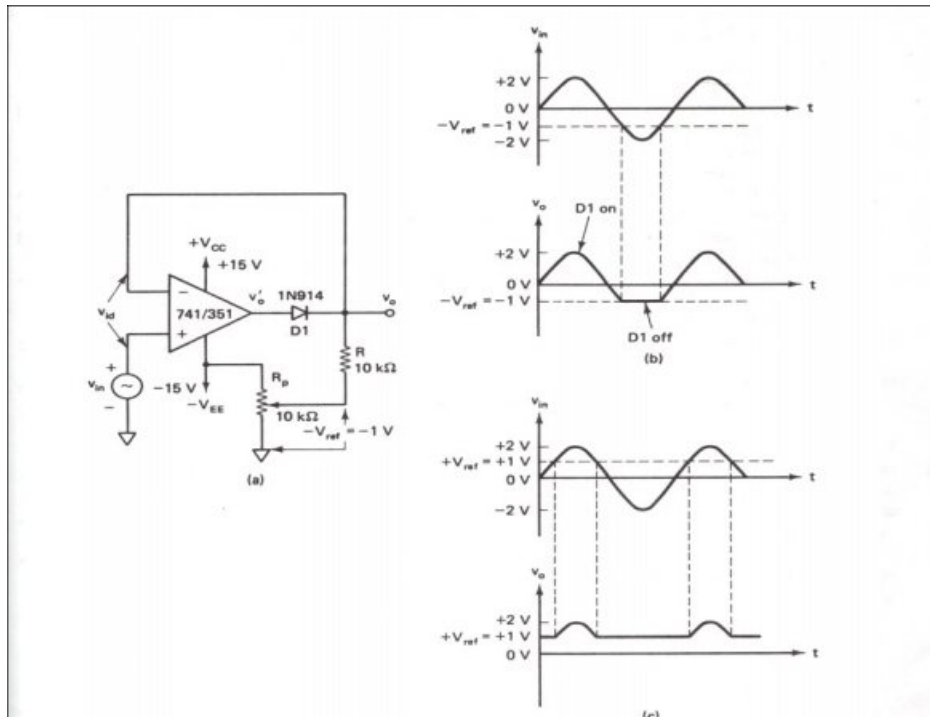 +V_CC
+15 V
−
741/351
+
v_id
v_o′
1N914
D1
v_o
R
10 kΩ
+
v_in
−
−15 V
−V_EE
R_p
10 kΩ
−V_ref = −1 V
(a)
v_in
+2 V
0 V
t
−V_ref = −1 V
−2 V
v_o
D1 on
+2 V
0 V
t
−V_ref = −1 V
D1 off
(b)
v_in
+2 V
+V_ref = +1 V
0 V
t
−2 V
v_o
+2 V
+V_ref = +1 V
0 V
t
(c)